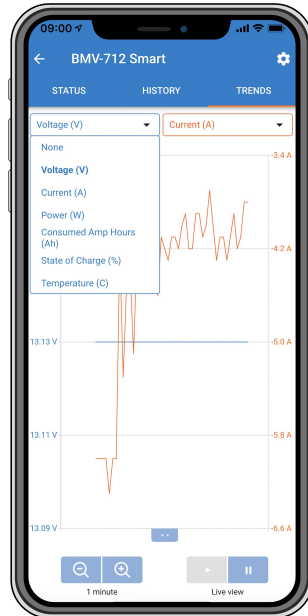 09:00
BMV-712 Smart
STATUS HISTORY TRENDS
Voltage (V) Current (A)
None
Voltage (V)
Current (A)
Power (W)
Consumed Amp Hours
(Ah)
State of Charge (%)
Temperature (C)
-3.4 A
-4.2 A
13.13 V -5.0 A
13.11 V -5.8 A
13.09 V -6.6 A
1 minute Live view